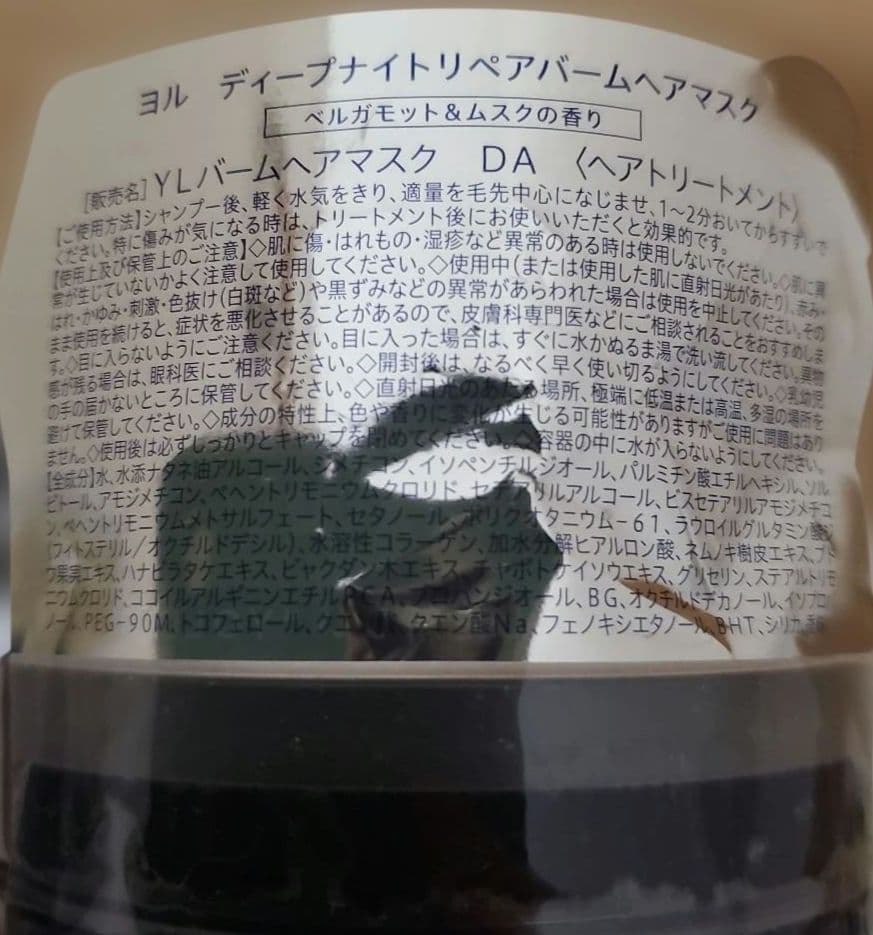 ヨル ディープナイトリペアバームヘアマスク
ベルガモット&ムスクの香り
[販売名]YLバームヘアマスク DA 〈ヘアトリートメント〉
【ご使用方法】シャンプー後、軽く水気をきり、適量を毛先中心になじませ、1~2分おいてからすすいで
ください。特に傷みが気になる時は、トリートメント後にお使いいただくと効果的です。
【使用上及び保管上のご注意】◇肌に傷・はれもの・湿疹など異常のある時は使用しないでください。◇肌に異
常が生じていないかよく注意して使用してください。◇使用中(または使用した肌に直射日光があたり)、赤み・
はれ・かゆみ・刺激・色抜け(白斑など)や黒ずみなどの異常があらわれた場合は使用を中止してください。その
まま使用を続けると、症状を悪化させることがあるので、皮膚科専門医などにご相談されることをおすすめしま
す。◇目に入らないようにご注意ください。目に入った場合は、すぐに水かぬるま湯で洗い流してください。異物
感が残る場合は、眼科医にご相談ください。◇開封後は、なるべく早く使い切るようにしてください。◇乳幼児
の手の届かないところに保管してください。◇直射日光のあたる場所、極端に低温または高温、多湿の場所を
避けて保管してください。◇成分の特性上、色や香りに変化が生じる可能性がありますがご使用に問題はあり
ません。◇使用後は必ずしっかりとキャップを閉めてください。◇容器の中に水が入らないようにしてください。
【全成分】水、水添ナタネ油アルコール、ジメチコン、イソペンチルジオール、パルミチン酸エチルヘキシル、ソル
ビトール、アモジメチコン、ベヘントリモニウムクロリド、セテアリルアルコール、ビスセテアリルアモジメチコ
ン、ベヘントリモニウムメトサルフェート、セタノール、ポリクオタニウム-61、ラウロイルグルタミン酸ジ
(フィトステリル/オクチルドデシル)、水溶性コラーゲン、加水分解ヒアルロン酸、ネムノキ樹皮エキス、ブド
ウ果実エキス、ハナビラタケエキス、ビャクダン木エキス、チャボトケイソウエキス、グリセリン、ステアルトリモ
ニウムクロリド、ココイルアルギニンエチルPCA、プロパンジオール、BG、オクチルドデカノール、イソプロパ
ノール、PEG-90M、トコフェロール、クエン酸、クエン酸Na、フェノキシエタノール、BHT、シリカ、香料